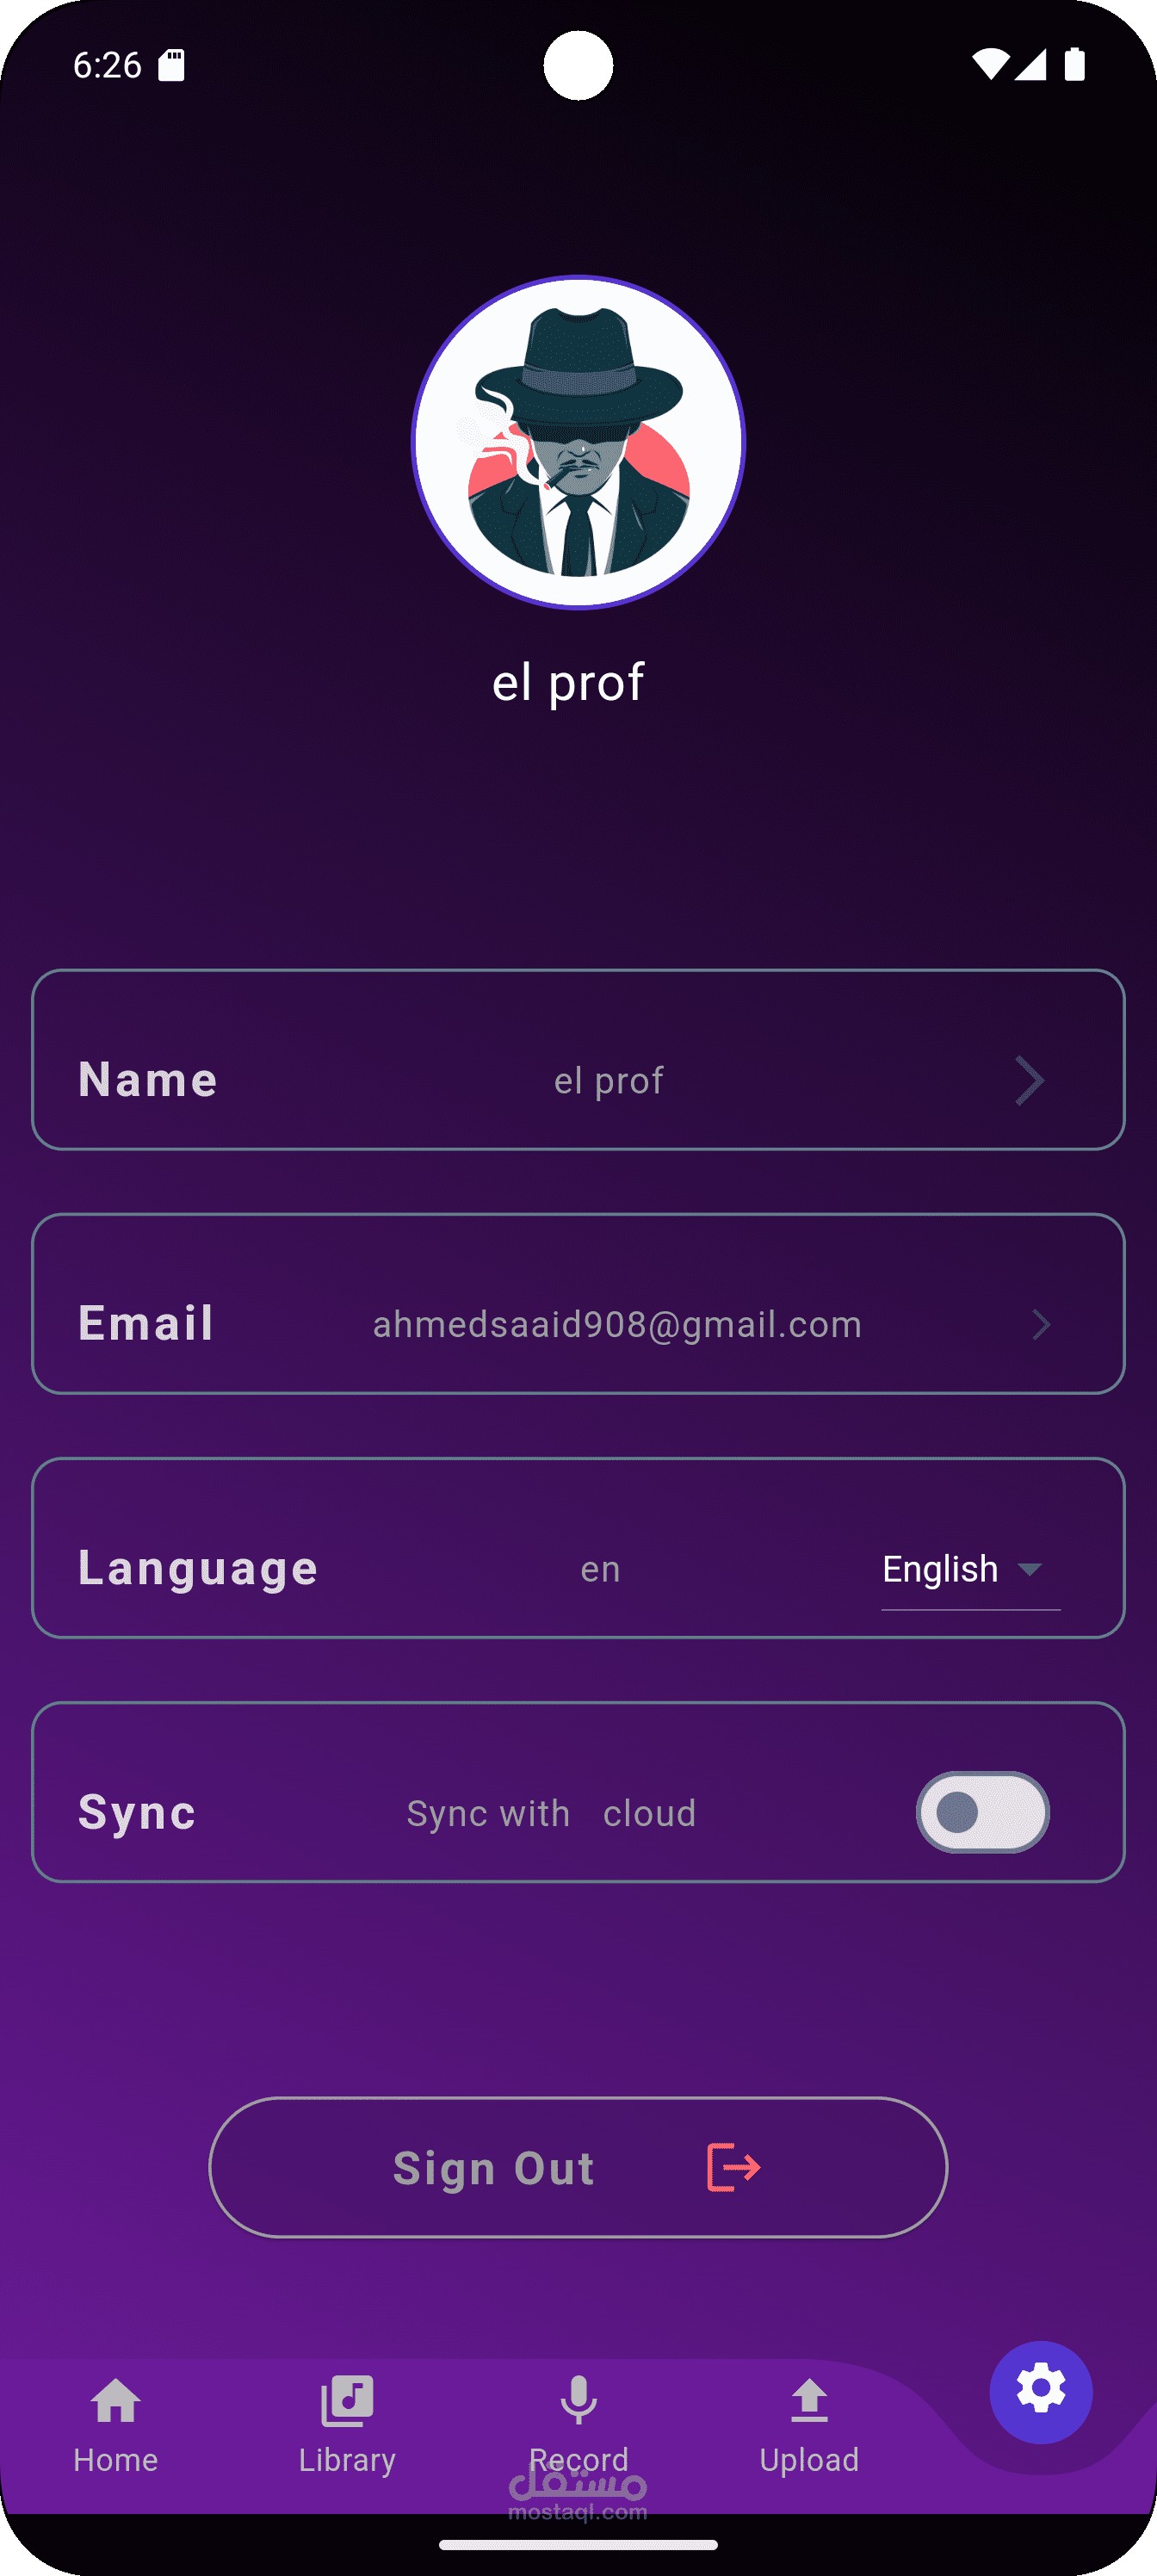 6:26
el prof
Name el prof
Email ahmedsaaid908@gmail.com
Language en English
Sync Sync with cloud
Sign Out
Home Library Record Upload
مستقل
mostaql.com